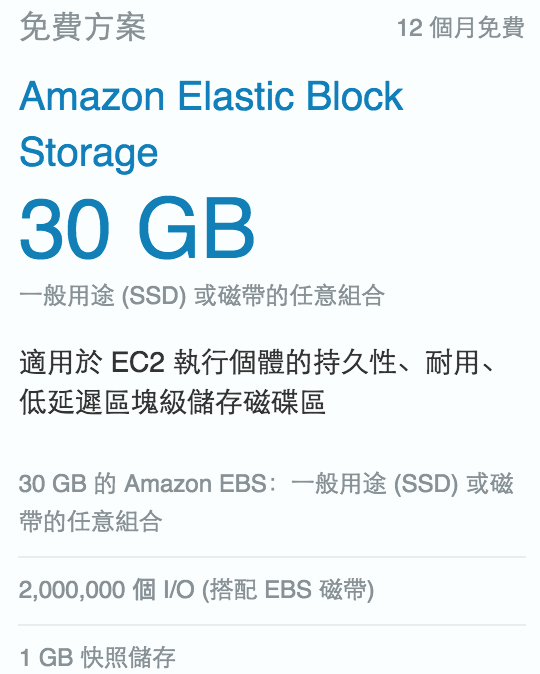 免費方案
12 個月免費
Amazon Elastic Block
Storage
30 GB
一般用途 (SSD) 或磁帶的任意組合
適用於 EC2 執行個體的持久性、耐用、
低延遲區塊級儲存磁碟區
30 GB 的 Amazon EBS：一般用途 (SSD) 或磁
帶的任意組合
2,000,000 個 I/O (搭配 EBS 磁帶)
1 GB 快照儲存